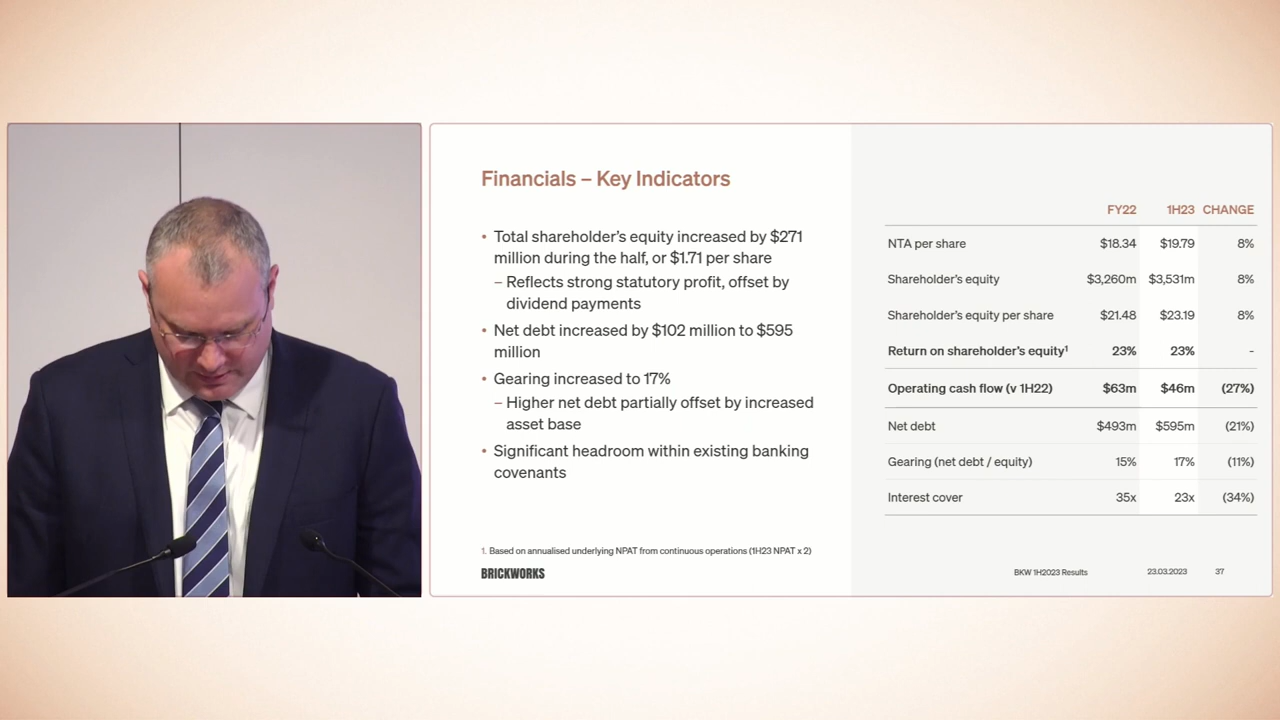 Financials – Key Indicators
• Total shareholder's equity increased by $271
million during the half, or $1.71 per share
– Reflects strong statutory profit, offset by
dividend payments
• Net debt increased by $102 million to $595
million
• Gearing increased to 17%
– Higher net debt partially offset by increased
asset base
• Significant headroom within existing banking
covenants
1. Based on annualised underlying NPAT from continuous operations (1H23 NPAT x 2)
BRICKWORKS
FY22 1H23 CHANGE
NTA per share $18.34 $19.79 8%
Shareholder's equity $3,260m $3,531m 8%
Shareholder's equity per share $21.48 $23.19 8%
Return on shareholder's equity¹ 23% 23% -
Operating cash flow (v 1H22) $63m $46m (27%)
Net debt $493m $595m (21%)
Gearing (net debt / equity) 15% 17% (11%)
Interest cover 35x 23x (34%)
BKW 1H2023 Results 23.03.2023 37